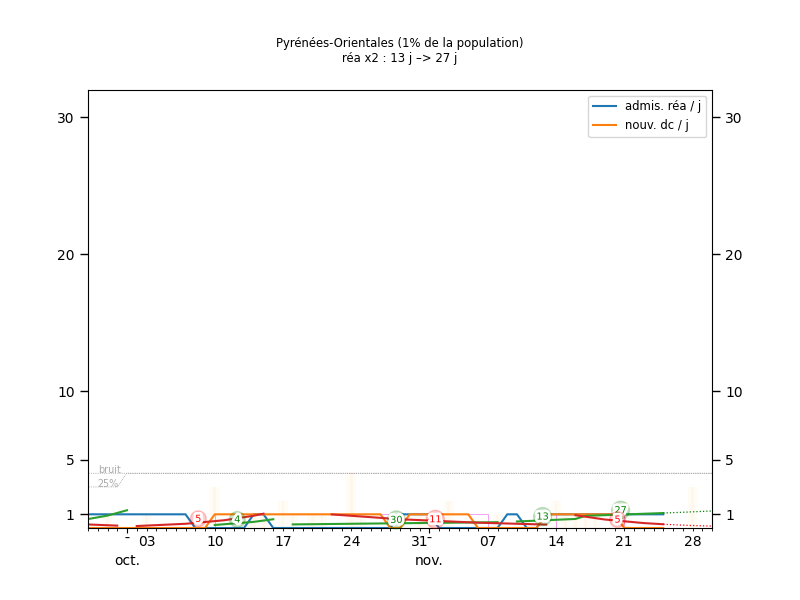 Pyrénées-Orientales (1% de la population)
réa x2 : 13 j –> 27 j
admis. réa / j
nouv. dc / j
30 30
20 20
10 10
5 5
bruit
25%
1 1
5 4 30 11 13 27 5
- 03 10 17 24 31 - 07 14 21 28
oct. nov.